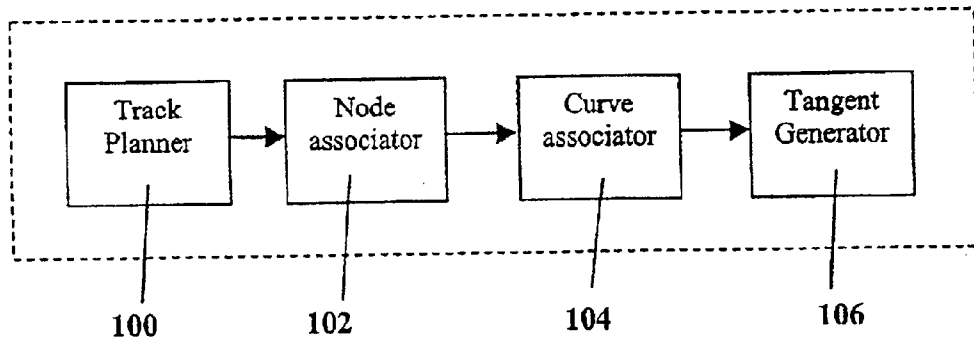 Track
Planner
Node
associator
Curve
associator
Tangent
Generator
100
102
104
106